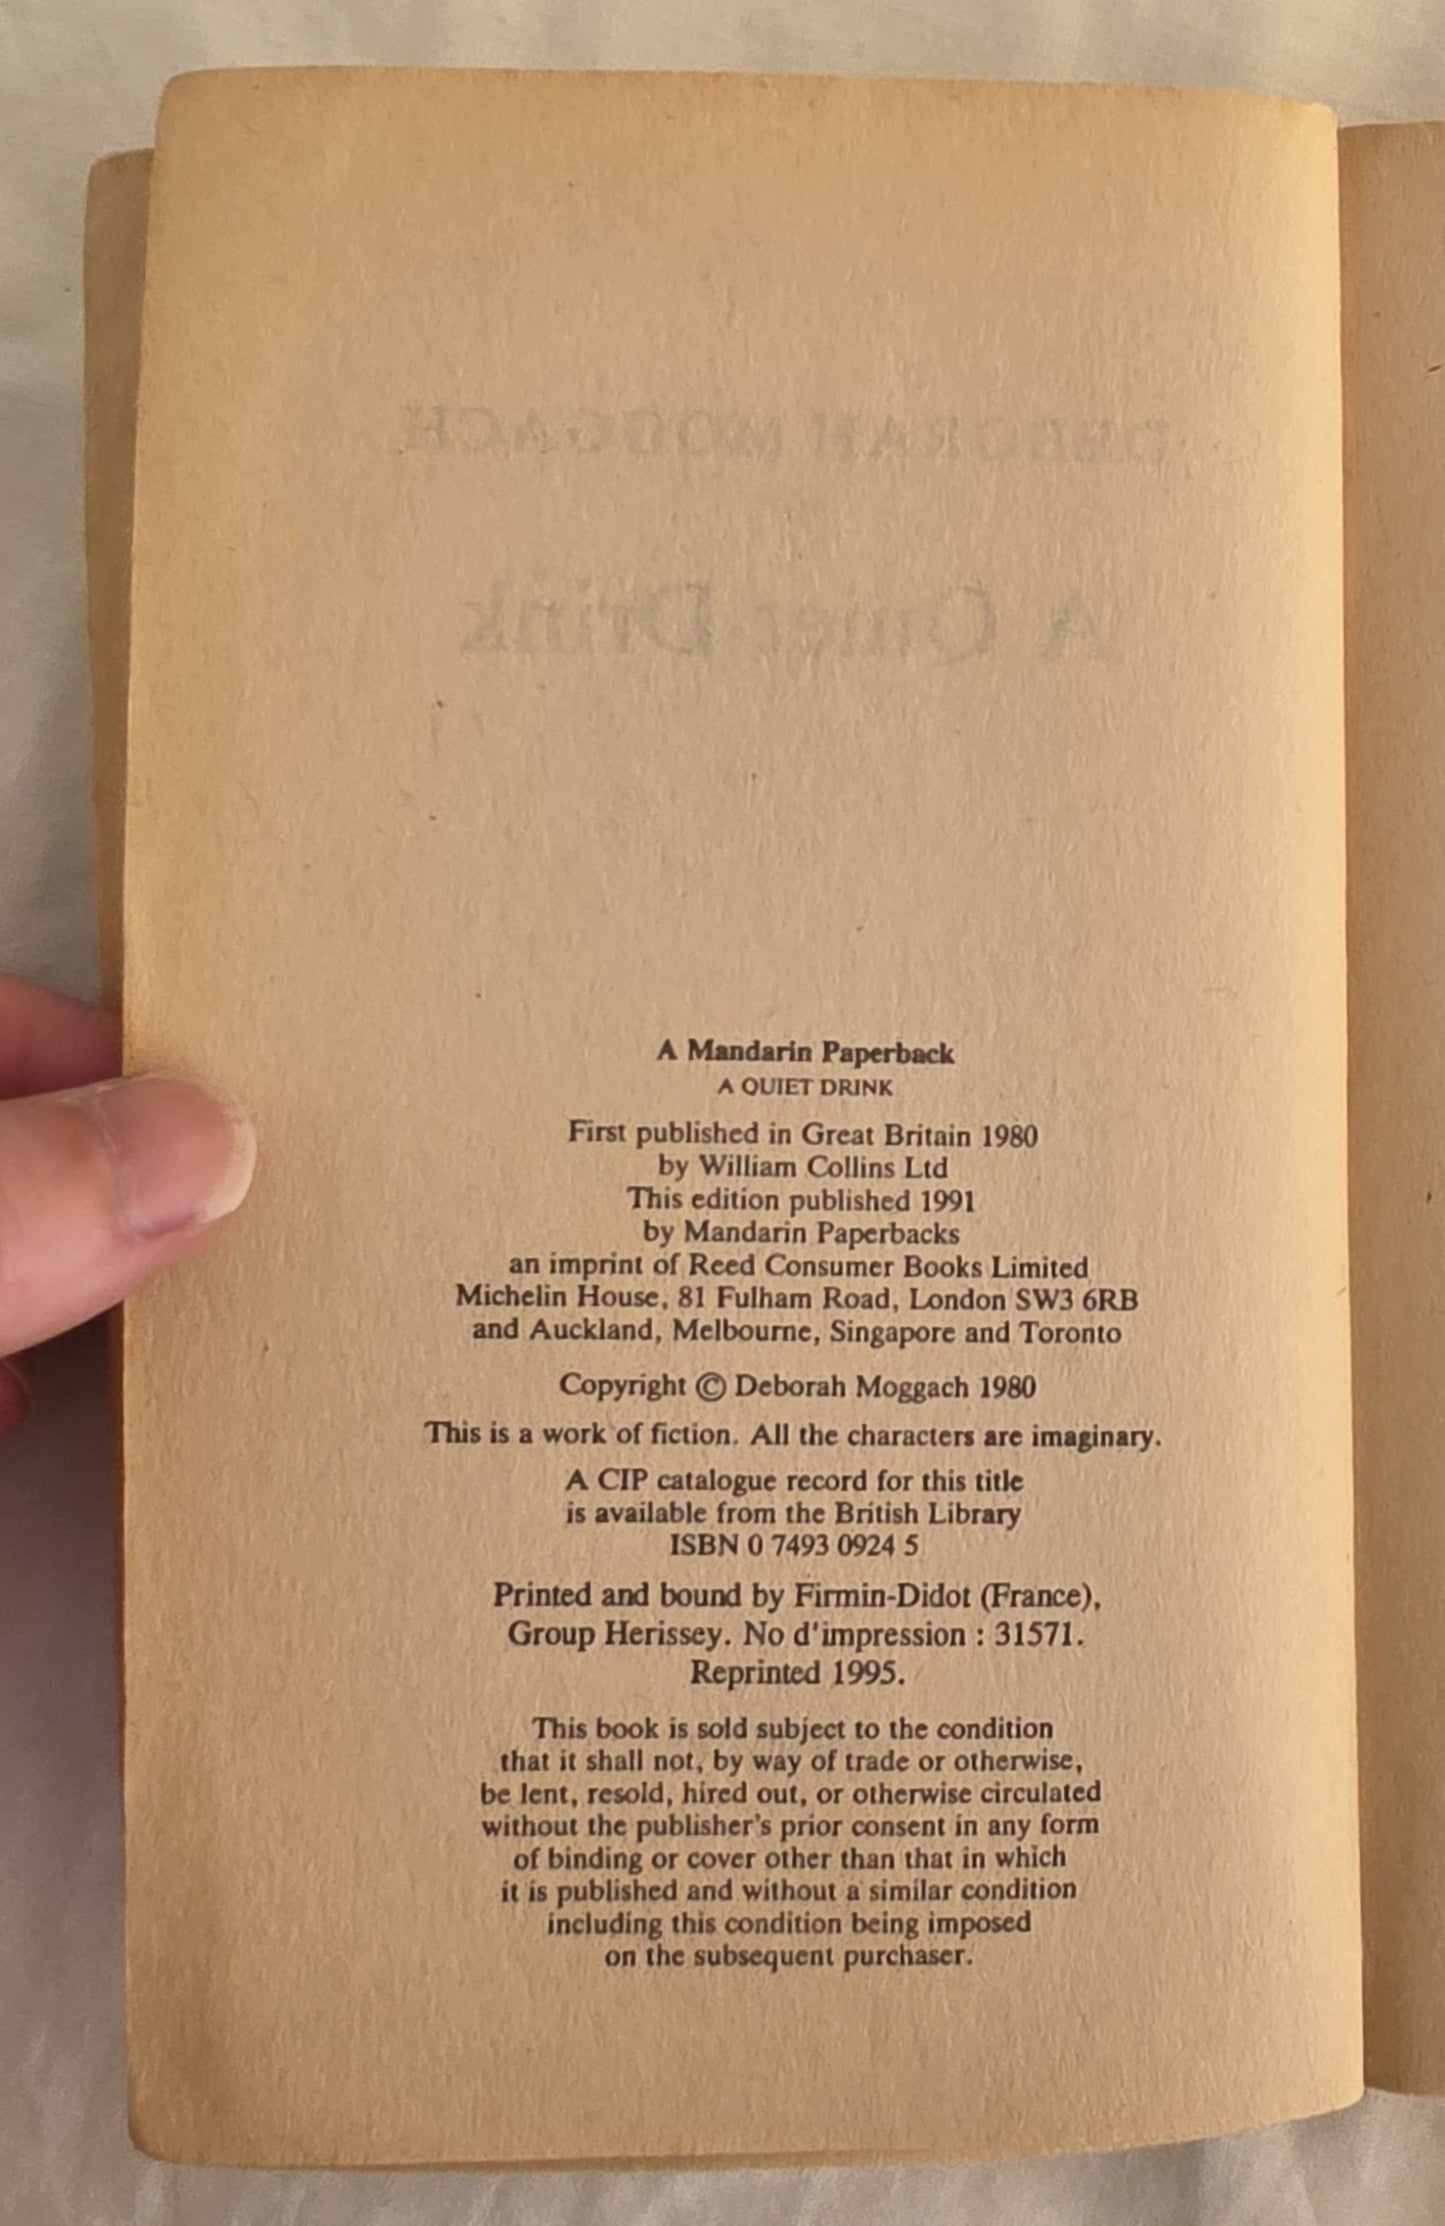 DEBORAH MOGGACH
A Quiet Drink
A Mandarin Paperback
A QUIET DRINK
First published in Great Britain 1980
by William Collins Ltd
This edition published 1991
by Mandarin Paperbacks
an imprint of Reed Consumer Books Limited
Michelin House, 81 Fulham Road, London SW3 6RB
and Auckland, Melbourne, Singapore and Toronto
Copyright © Deborah Moggach 1980
This is a work of fiction. All the characters are imaginary.
A CIP catalogue record for this title
is available from the British Library
ISBN 0 7493 0924 5
Printed and bound by Firmin-Didot (France),
Group Herissey. No d'impression : 31571.
Reprinted 1995.
This book is sold subject to the condition
that it shall not, by way of trade or otherwise,
be lent, resold, hired out, or otherwise circulated
without the publisher's prior consent in any form
of binding or cover other than that in which
it is published and without a similar condition
including this condition being imposed
on the subsequent purchaser.